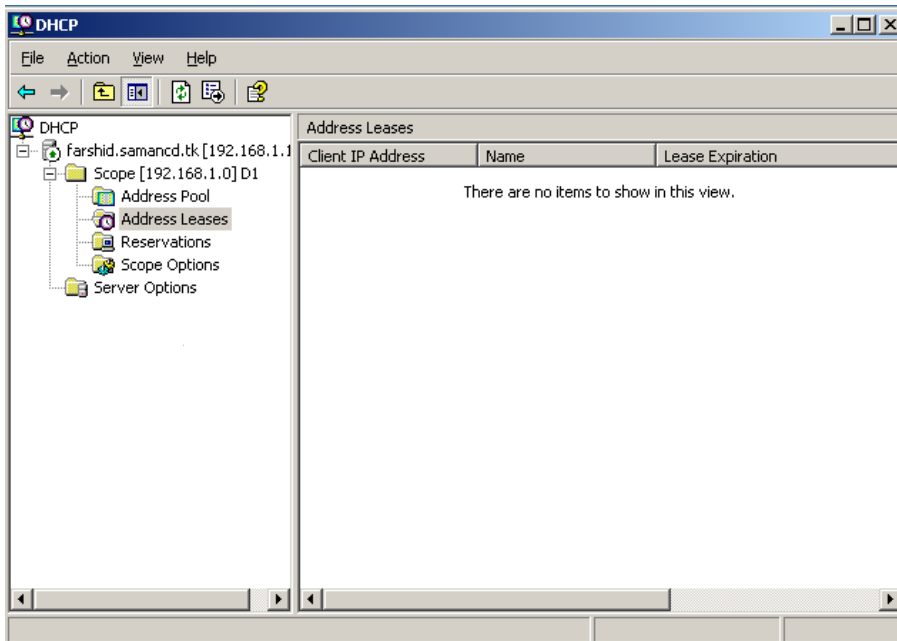 DHCP
File Action View Help
DHCP
farshid.samancd.tk [192.168.1.1
Scope [192.168.1.0] D1
Address Pool
Address Leases
Reservations
Scope Options
Server Options
Address Leases
Client IP Address Name Lease Expiration
There are no items to show in this view.